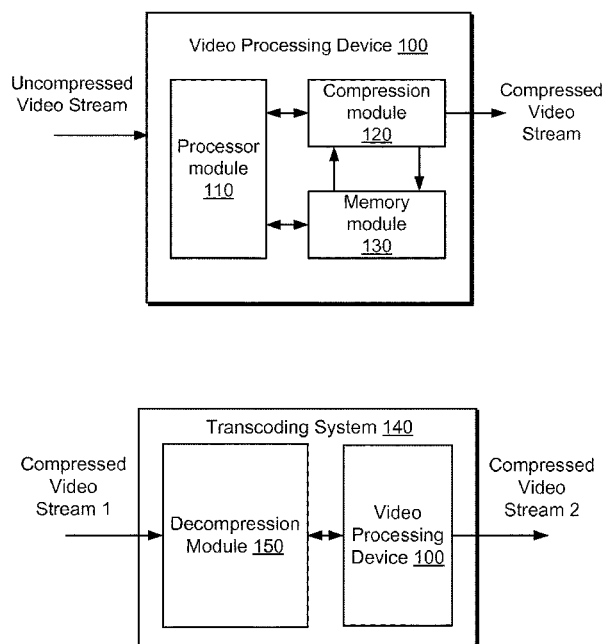 Video Processing Device 100
Uncompressed
Video Stream
Processor
module
110
Compression
module
120
Memory
module
130
Compressed
Video
Stream
Transcoding System 140
Compressed
Video
Stream 1
Decompression
Module 150
Video
Processing
Device 100
Compressed
Video
Stream 2